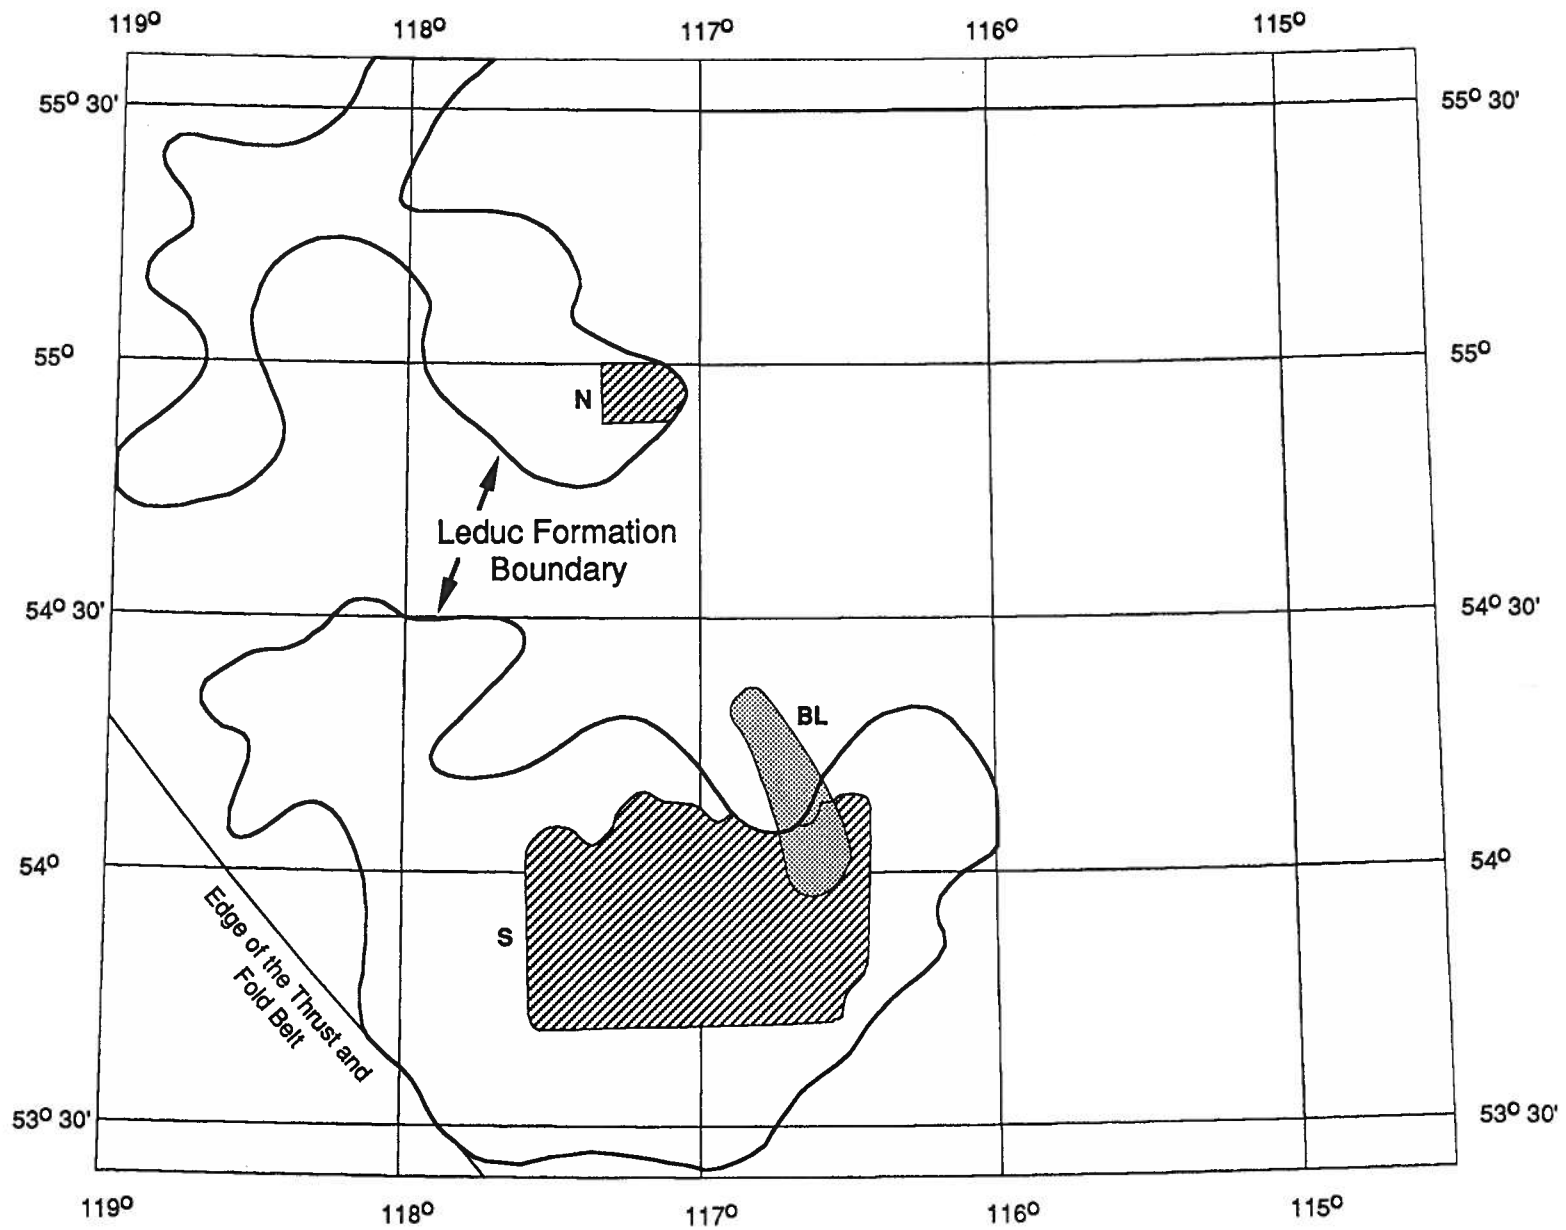 119° 118° 117° 116° 115°
55° 30' 55° 30'
55° 55°
N
Leduc Formation
Boundary
54° 30' 54° 30'
BL
54° 54°
S
Edge of the Thrust and
Fold Belt
53° 30' 53° 30'
119° 118° 117° 116° 115°